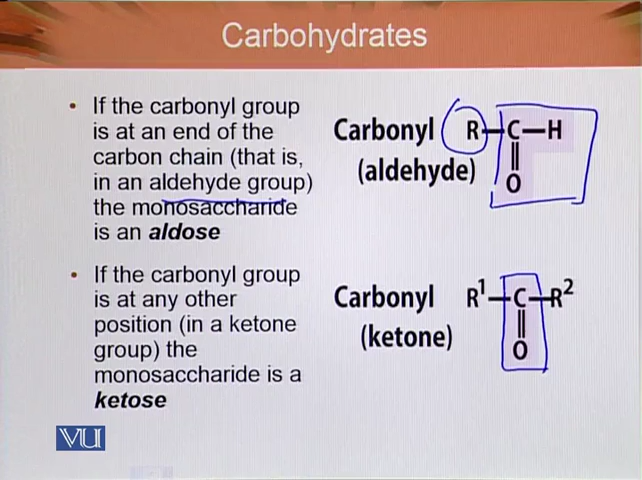 Carbohydrates
• If the carbonyl group
is at an end of the
carbon chain (that is,
in an aldehyde group)
the monosaccharide
is an aldose
• If the carbonyl group
is at any other
position (in a ketone
group) the
monosaccharide is a
ketose
Carbonyl R—C—H
(aldehyde) ||
O
Carbonyl R¹—C—R²
(ketone) ||
O
VU